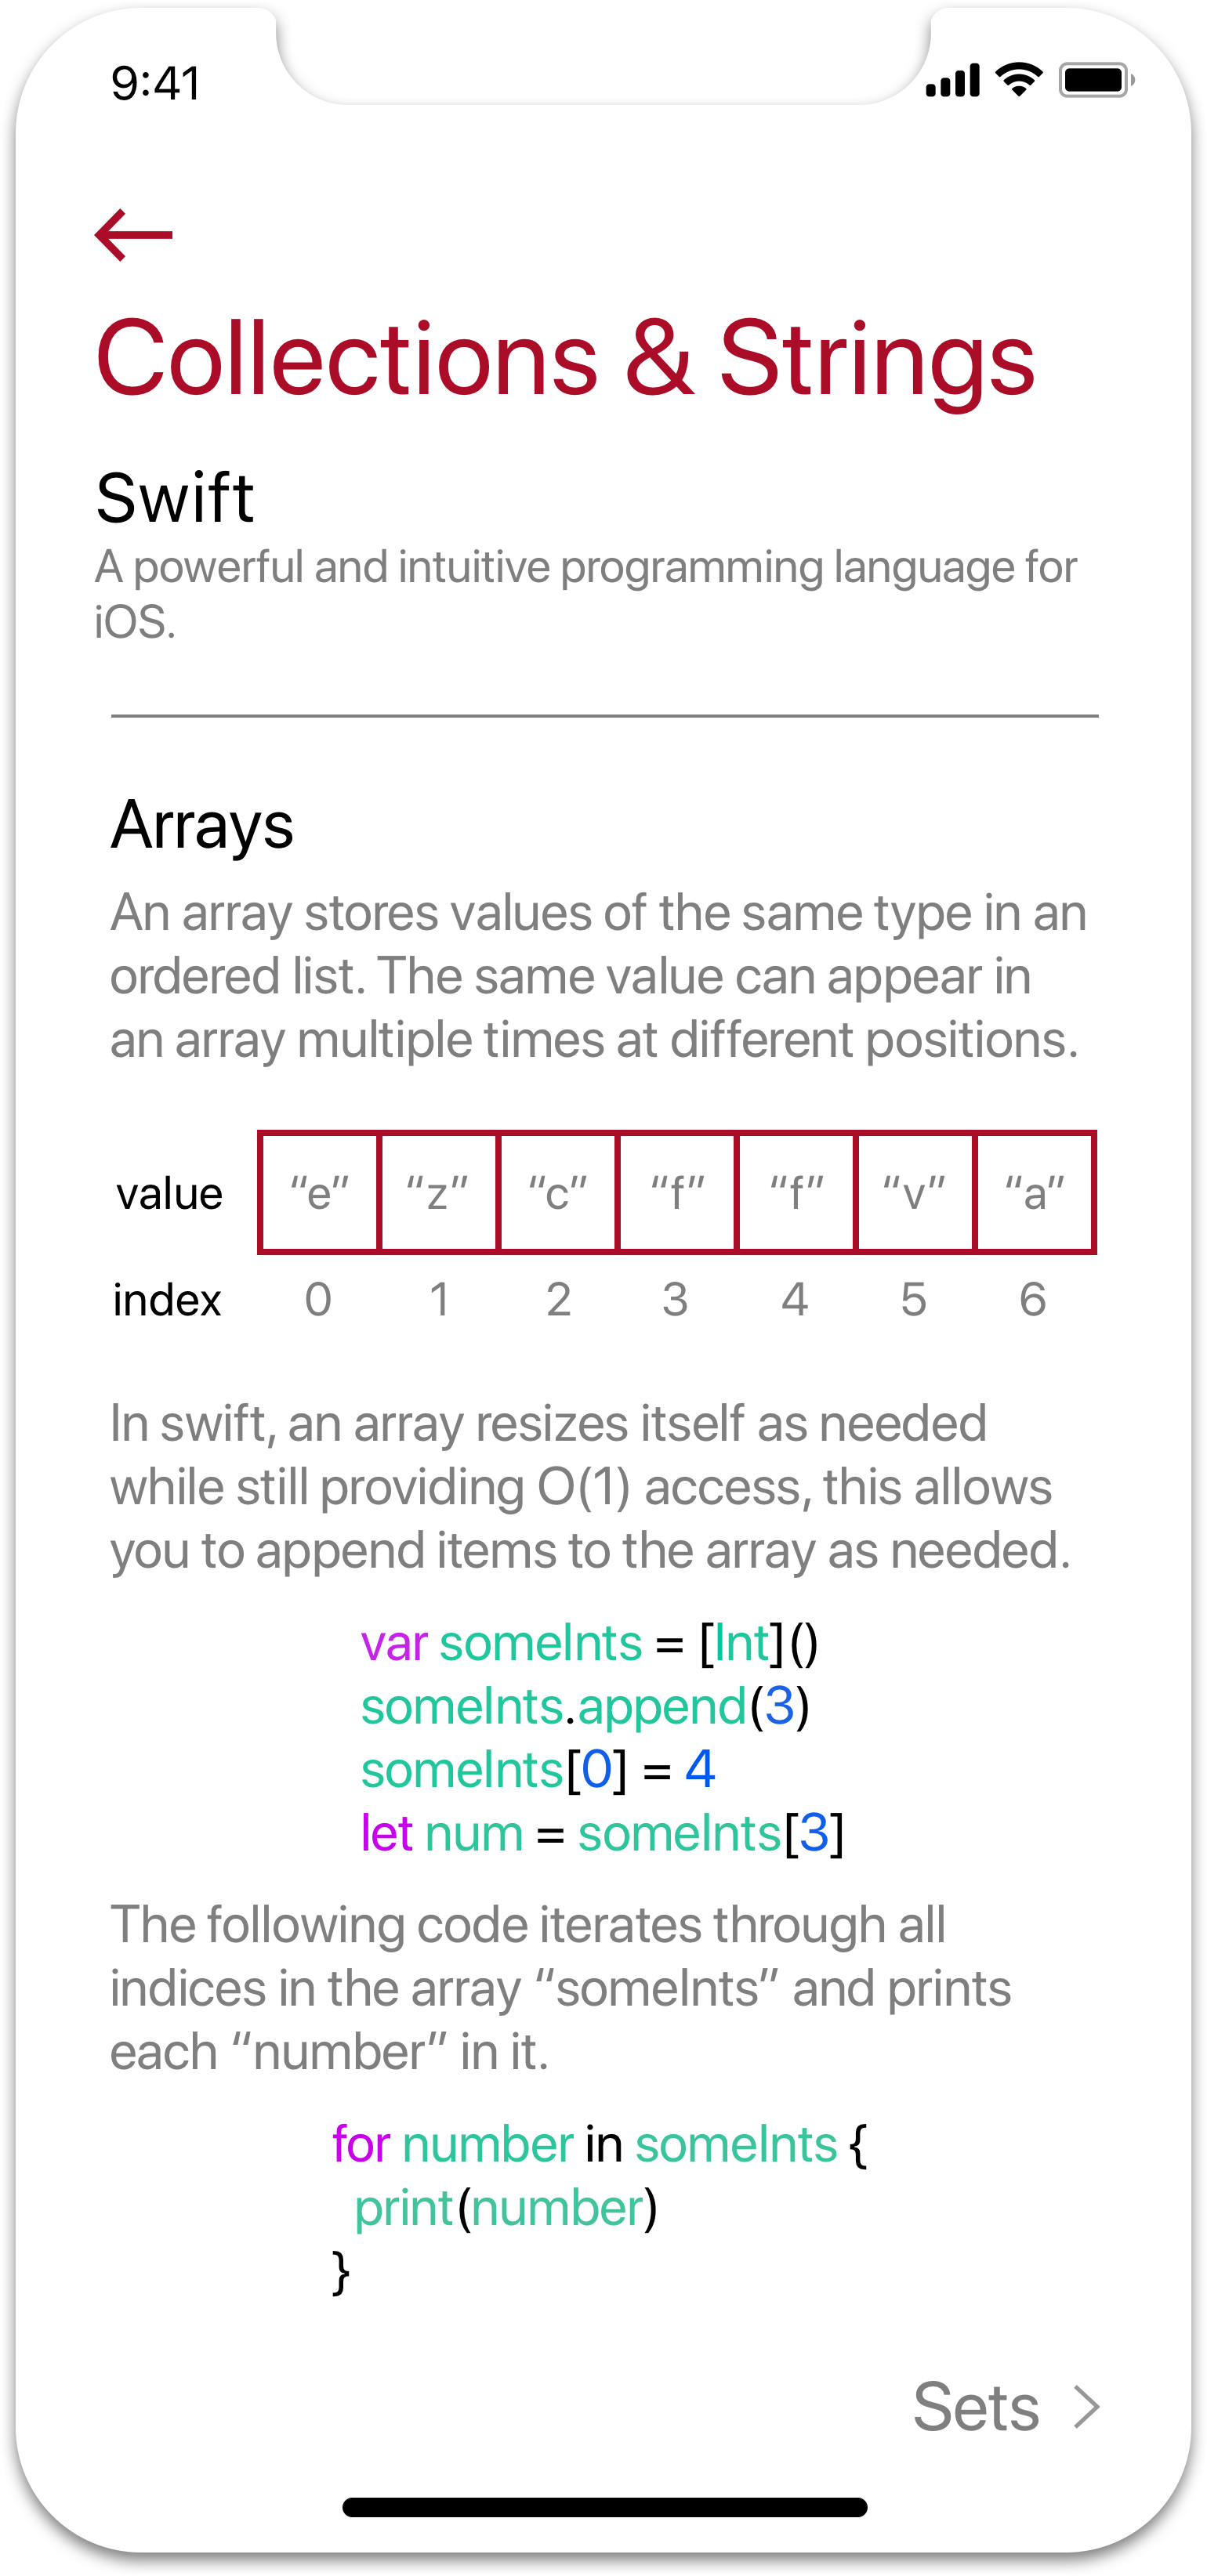 9:41
Collections & Strings
Swift
A powerful and intuitive programming language for
iOS.
Arrays
An array stores values of the same type in an
ordered list. The same value can appear in
an array multiple times at different positions.
value “e” “z” “c” “f” “f” “v” “a”
index 0 1 2 3 4 5 6
In swift, an array resizes itself as needed
while still providing O(1) access, this allows
you to append items to the array as needed.
var someInts = [Int]()
someInts.append(3)
someInts[0] = 4
let num = someInts[3]
The following code iterates through all
indices in the array “someInts” and prints
each “number” in it.
for number in someInts {
print(number)
}
Sets >